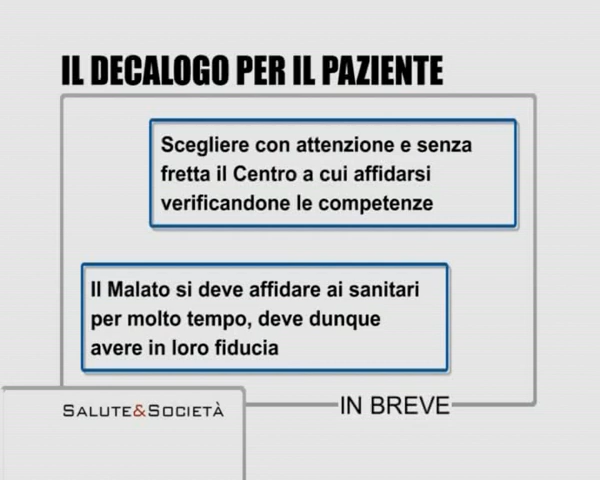 IL DECALOGO PER IL PAZIENTE
Scegliere con attenzione e senza
fretta il Centro a cui affidarsi
verificandone le competenze
Il Malato si deve affidare ai sanitari
per molto tempo, deve dunque
avere in loro fiducia
SALUTE&SOCIETÀ
IN BREVE